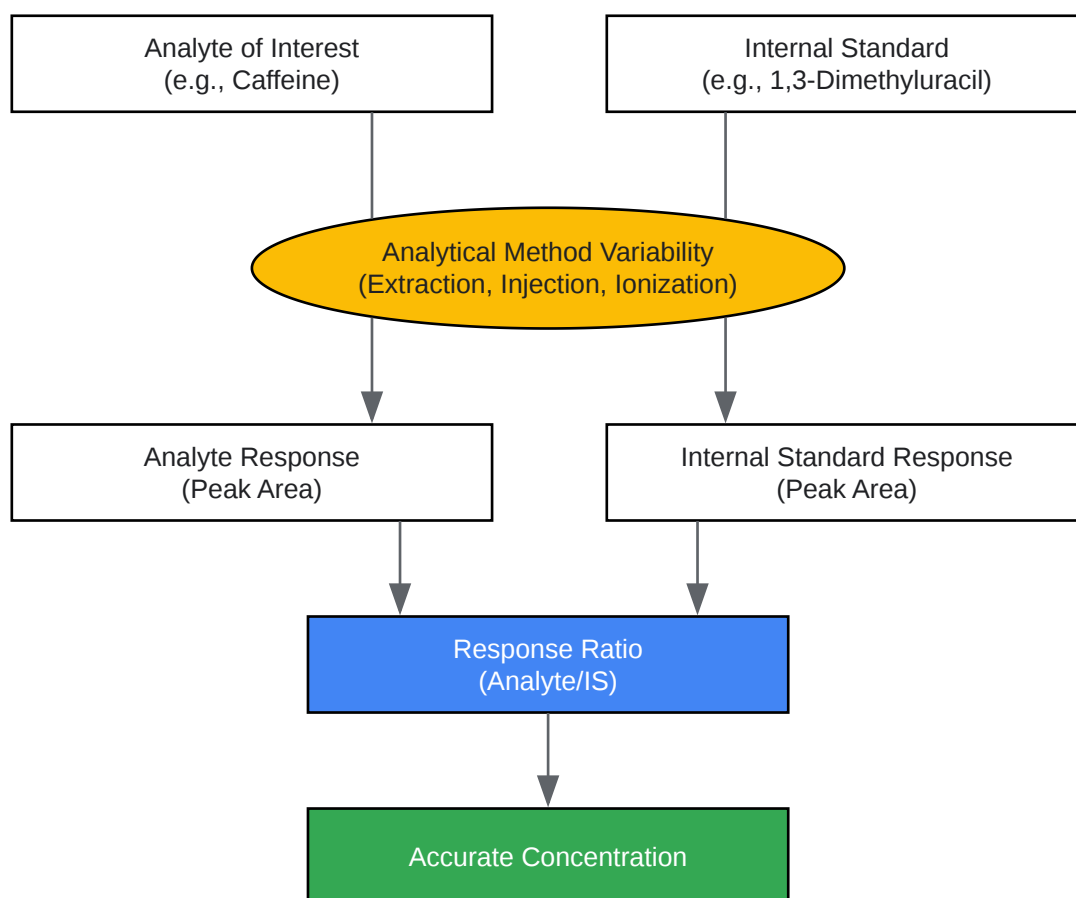 Analyte of Interest
(e.g., Caffeine)
Internal Standard
(e.g., 1,3-Dimethyluracil)
Analytical Method Variability
(Extraction, Injection, Ionization)
Analyte Response
(Peak Area)
Internal Standard Response
(Peak Area)
Response Ratio
(Analyte/IS)
Accurate Concentration